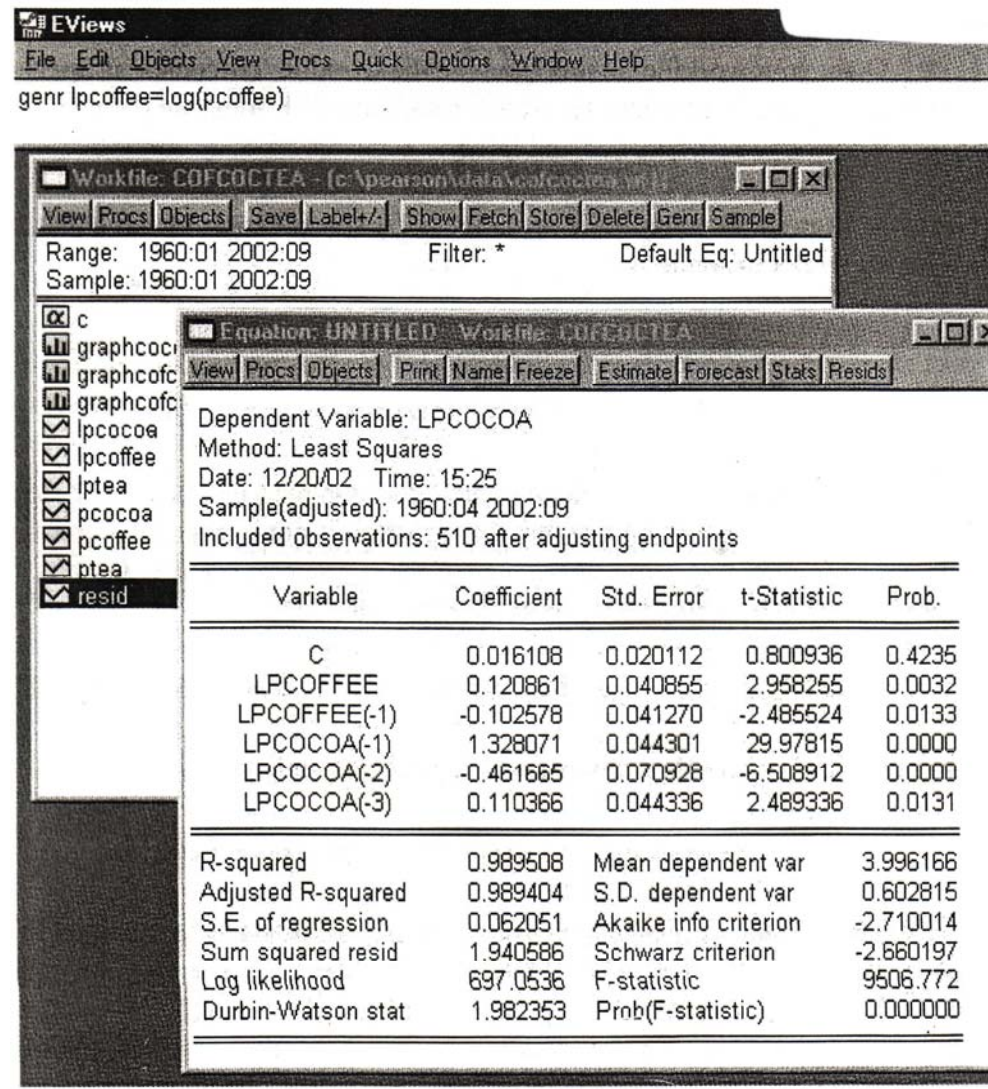 EViews
File Edit Objects View Procs Quick Options Window Help
genr lpcoffee=log(pcoffee)
Workfile: COFCOCTEA - (c:\pearson\data\cofcoctea.wf1)
View Procs Objects Save Label+/- Show Fetch Store Delete Genr Sample
Range: 1960:01 2002:09 Filter: * Default Eq: Untitled
Sample: 1960:01 2002:09
c
graphcoc
graphcofc
graphcofc
lpcocoa
lpcoffee
lptea
pcocoa
pcoffee
ptea
resid
Equation: UNTITLED Workfile: COFCOCTEA
View Procs Objects Print Name Freeze Estimate Forecast Stats Resids
Dependent Variable: LPCOCOA
Method: Least Squares
Date: 12/20/02 Time: 15:25
Sample(adjusted): 1960:04 2002:09
Included observations: 510 after adjusting endpoints
Variable Coefficient Std. Error t-Statistic Prob.
C 0.016108 0.020112 0.800936 0.4235
LPCOFFEE 0.120861 0.040855 2.958255 0.0032
LPCOFFEE(-1) -0.102578 0.041270 -2.485524 0.0133
LPCOCOA(-1) 1.328071 0.044301 29.97815 0.0000
LPCOCOA(-2) -0.461665 0.070928 -6.508912 0.0000
LPCOCOA(-3) 0.110366 0.044336 2.489336 0.0131
R-squared 0.989508 Mean dependent var 3.996166
Adjusted R-squared 0.989404 S.D. dependent var 0.602815
S.E. of regression 0.062051 Akaike info criterion -2.710014
Sum squared resid 1.940586 Schwarz criterion -2.660197
Log likelihood 697.0536 F-statistic 9506.772
Durbin-Watson stat 1.982353 Prob(F-statistic) 0.000000